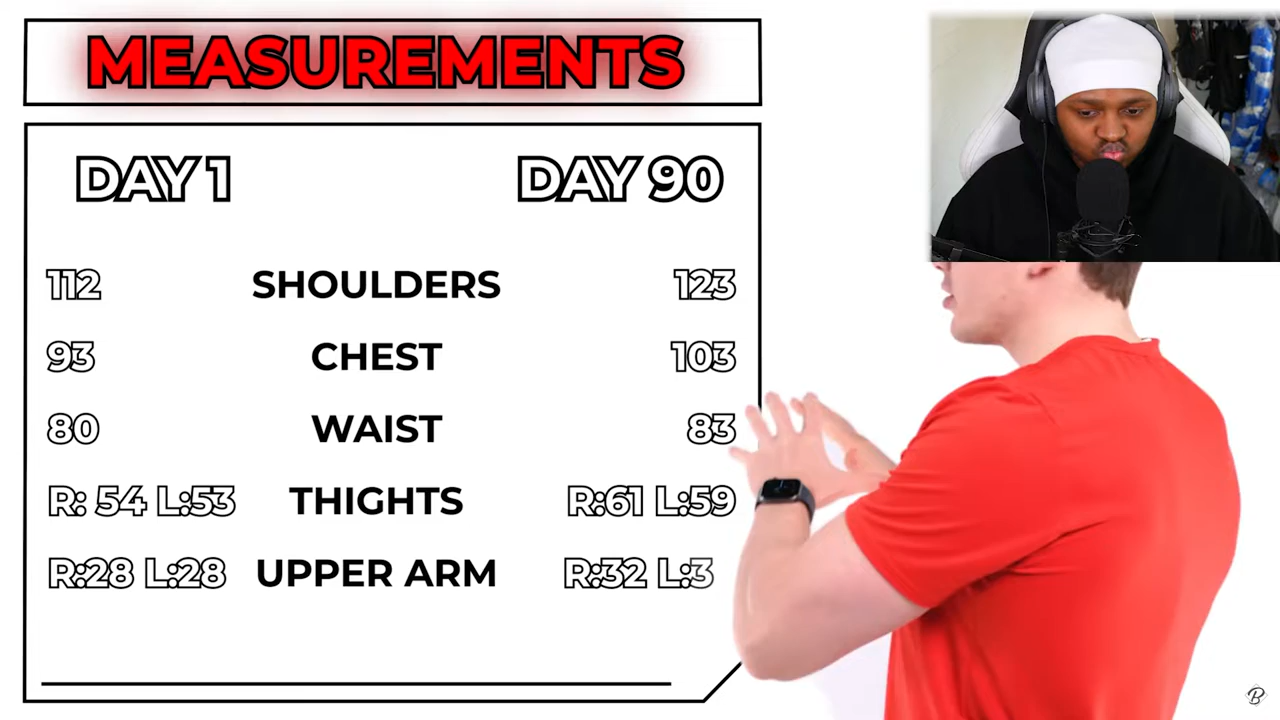 MEASUREMENTS
DAY 1 DAY 90
112 SHOULDERS 123
93 CHEST 103
80 WAIST 83
R: 54 L:53 THIGHTS R:61 L:59
R:28 L:28 UPPER ARM R:32 L:3
B